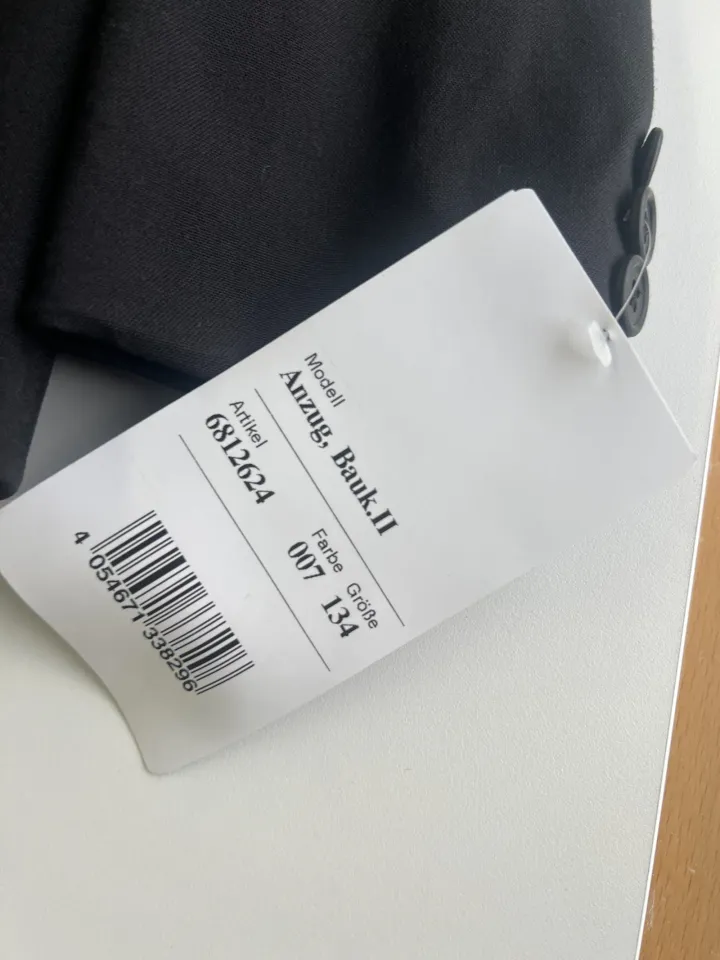 Modell
Anzug, Bauk.II
Artikel Farbe Größe
6812624 007 134
4 054671 338296